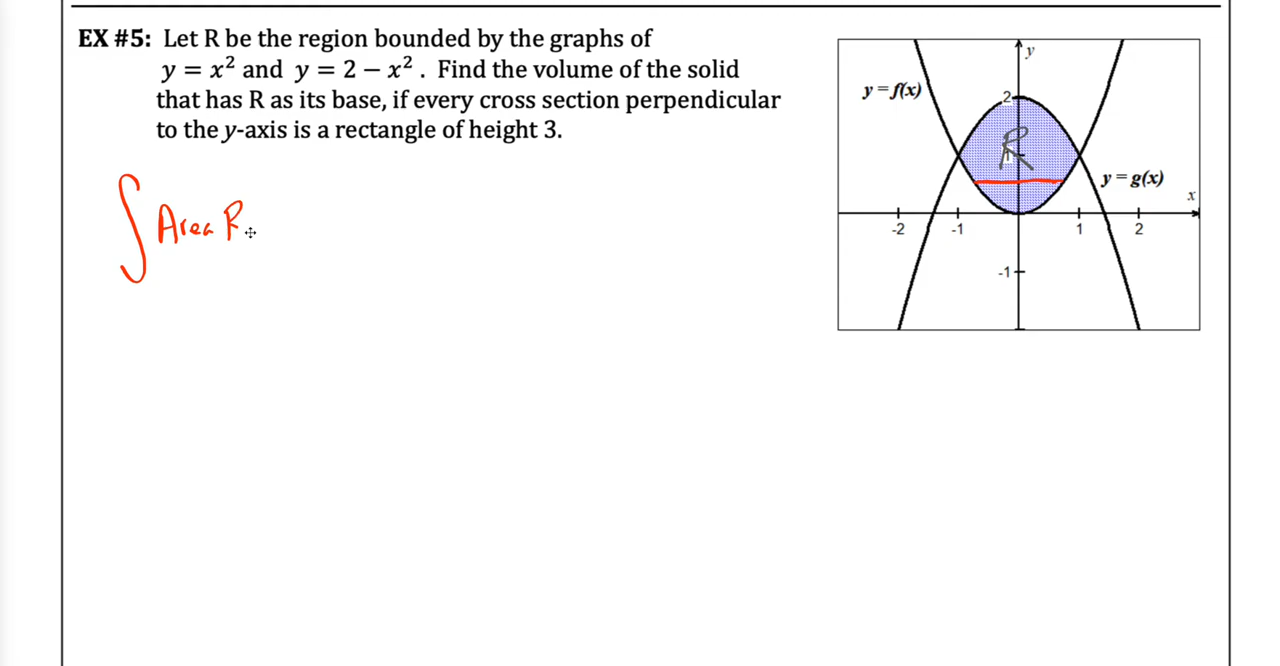 EX #5: Let R be the region bounded by the graphs of
y = x² and y = 2 − x² . Find the volume of the solid
that has R as its base, if every cross section perpendicular
to the y-axis is a rectangle of height 3.
∫ Area R
y
y = f(x)
2
R
1
y = g(x)
x
-2 -1 1 2
-1